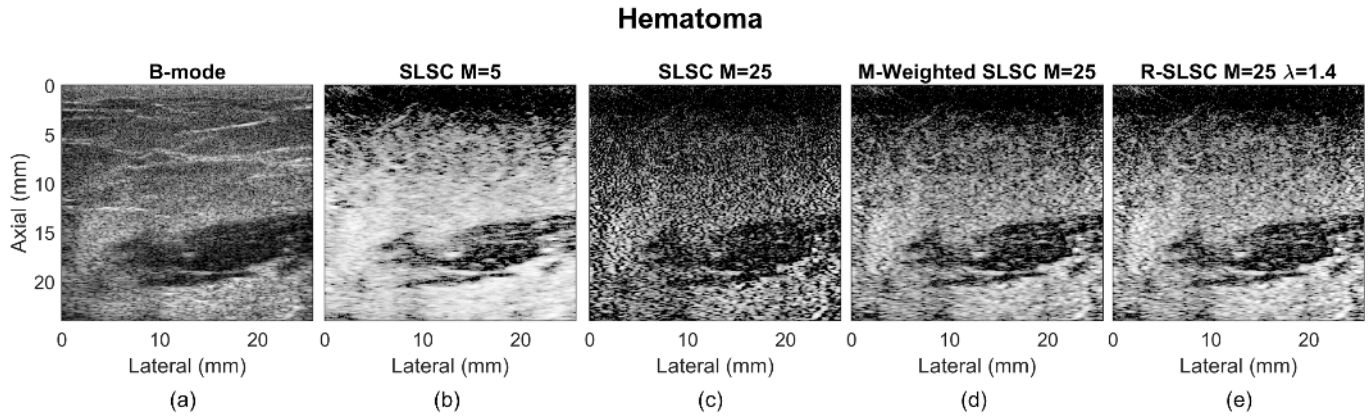 Hematoma
B-mode SLSC M=5 SLSC M=25 M-Weighted SLSC M=25 R-SLSC M=25 λ=1.4
0
5
10
15
20
Axial (mm)
0 10 20 0 10 20 0 10 20 0 10 20 0 10 20
Lateral (mm) Lateral (mm) Lateral (mm) Lateral (mm) Lateral (mm)
(a) (b) (c) (d) (e)